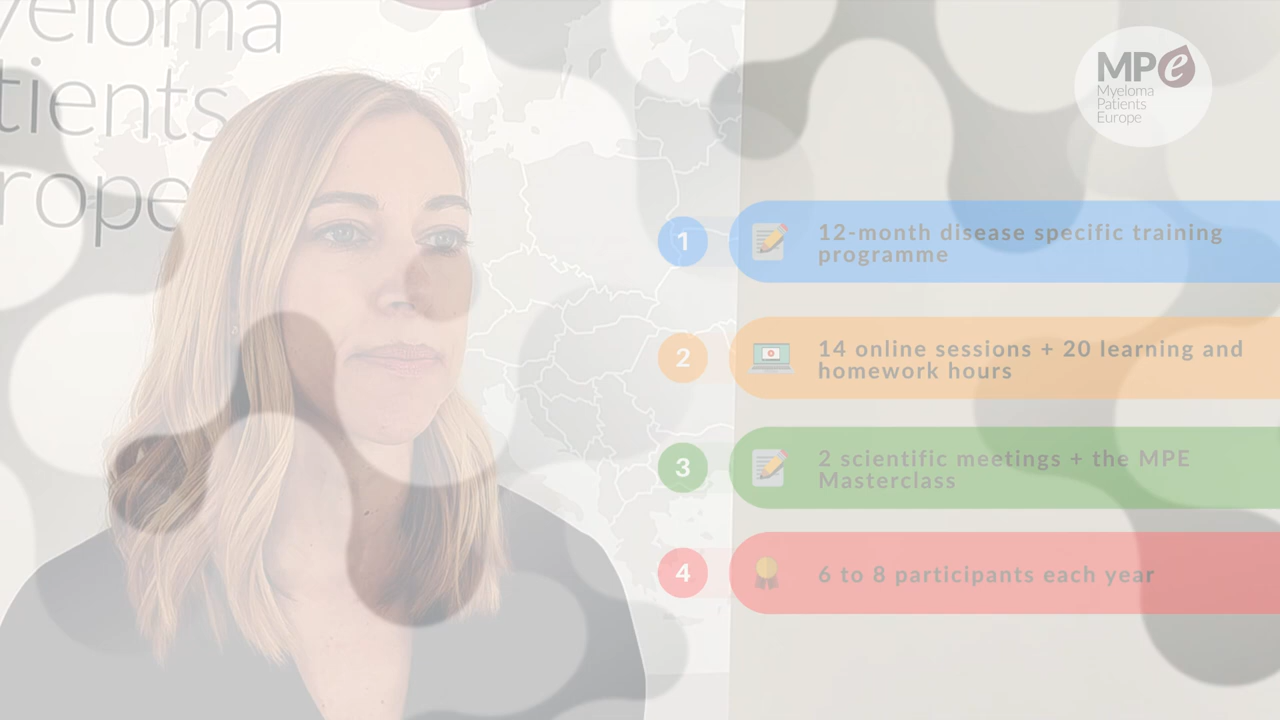 yeloma
tients
rope
MPe
Myeloma
Patients
Europe
1
12-month disease specific training
programme
2
14 online sessions + 20 learning and
homework hours
3
2 scientific meetings + the MPE
Masterclass
4
6 to 8 participants each year